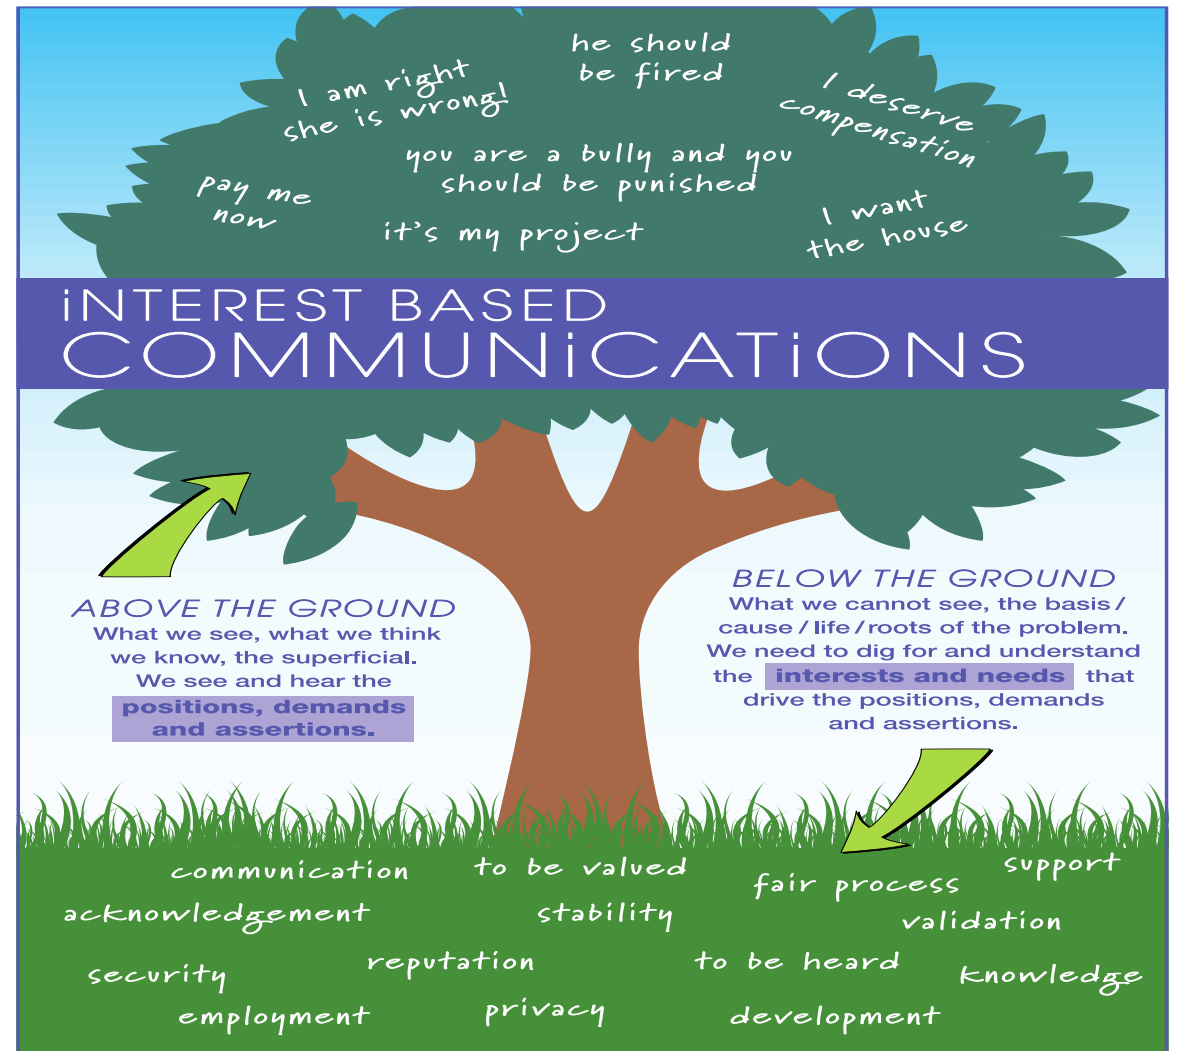 he should
be fired
I am right
she is wrong!
I deserve
compensation
you are a bully and you
should be punished
pay me
now
I want
the house
it's my project
iNTEREST BASED
COMMUNiCATiONS
ABOVE THE GROUND
What we see, what we think
we know, the superficial.
We see and hear the
positions, demands
and assertions.
BELOW THE GROUND
What we cannot see, the basis /
cause / life / roots of the problem.
We need to dig for and understand
the interests and needs that
drive the positions, demands
and assertions.
communication
to be valued
fair process
support
acknowledgement
stability
validation
security
reputation
to be heard
knowledge
employment
privacy
development